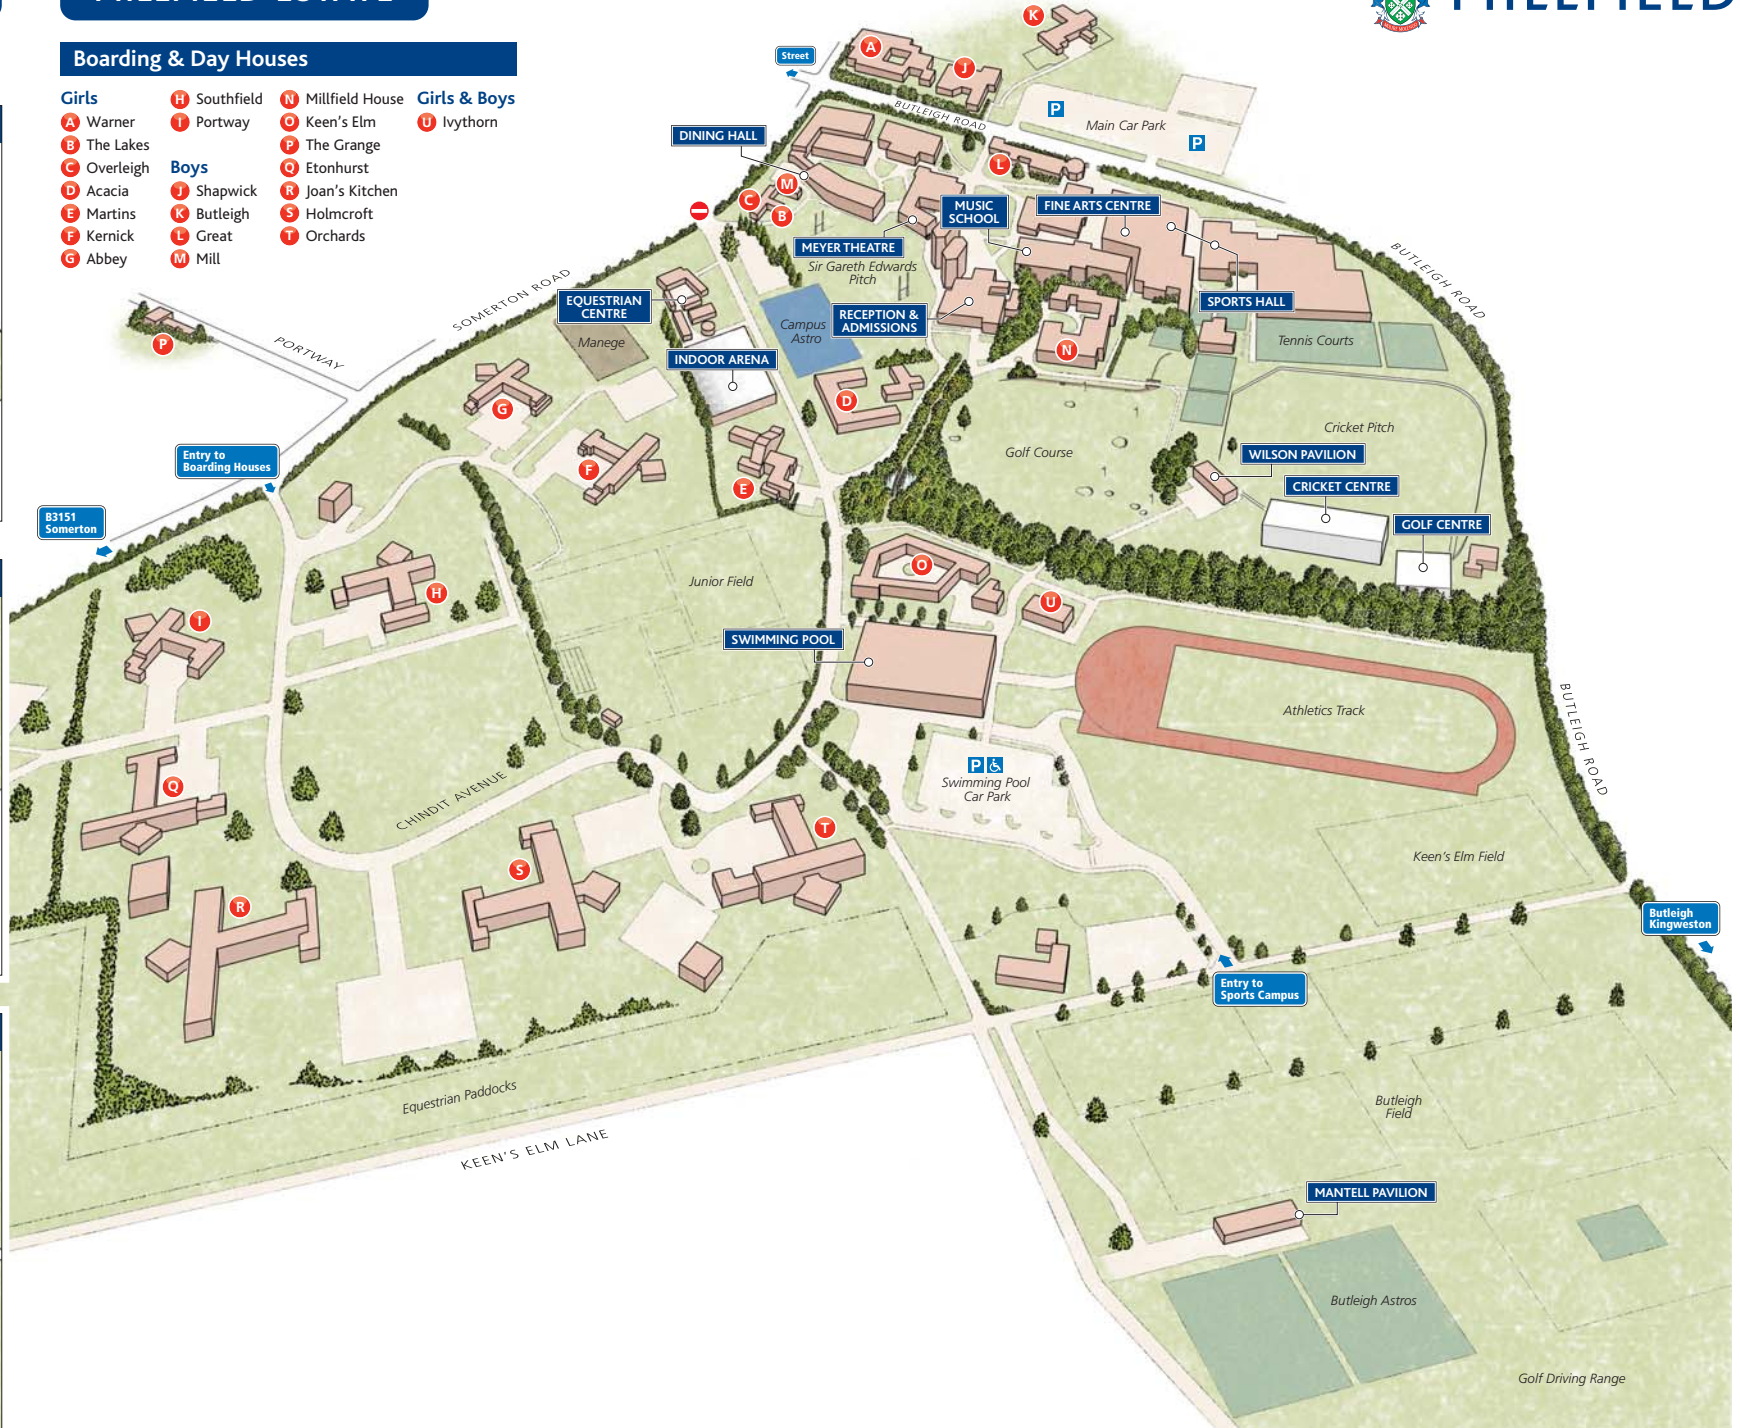 MILLFIELD ESTATE
MILLFIELD
Boarding & Day Houses
Girls
A Warner
B The Lakes
C Overleigh
D Acacia
E Martins
F Kernick
G Abbey
H Southfield
I Portway
Boys
J Shapwick
K Butleigh
L Great
M Mill
N Millfield House
O Keen's Elm
P The Grange
Q Etonhurst
R Joan's Kitchen
S Holmcroft
T Orchards
Girls & Boys
U Ivythorn
K
Street
A
J
BUTLEIGH ROAD
P
Main Car Park
P
DINING HALL
L
M
C
B
MUSIC
SCHOOL
FINE ARTS CENTRE
MEYER THEATRE
Sir Gareth Edwards
Pitch
BUTLEIGH ROAD
SOMERTON ROAD
EQUESTRIAN
CENTRE
SPORTS HALL
RECEPTION &
ADMISSIONS
Campus
Astro
Manege
P
PORTWAY
INDOOR ARENA
N
Tennis Courts
G
D
Cricket Pitch
Golf Course
WILSON PAVILION
Entry to
Boarding Houses
F
E
CRICKET CENTRE
B3151
Somerton
GOLF CENTRE
O
Junior Field
H
U
I
SWIMMING POOL
Athletics Track
BUTLEIGH ROAD
P
Swimming Pool
Car Park
Q
CHINDIT AVENUE
T
Keen's Elm Field
S
R
Butleigh
Kingweston
Entry to
Sports Campus
Equestrian Paddocks
Butleigh
Field
KEEN'S ELM LANE
MANTELL PAVILION
Butleigh Astros
Golf Driving Range